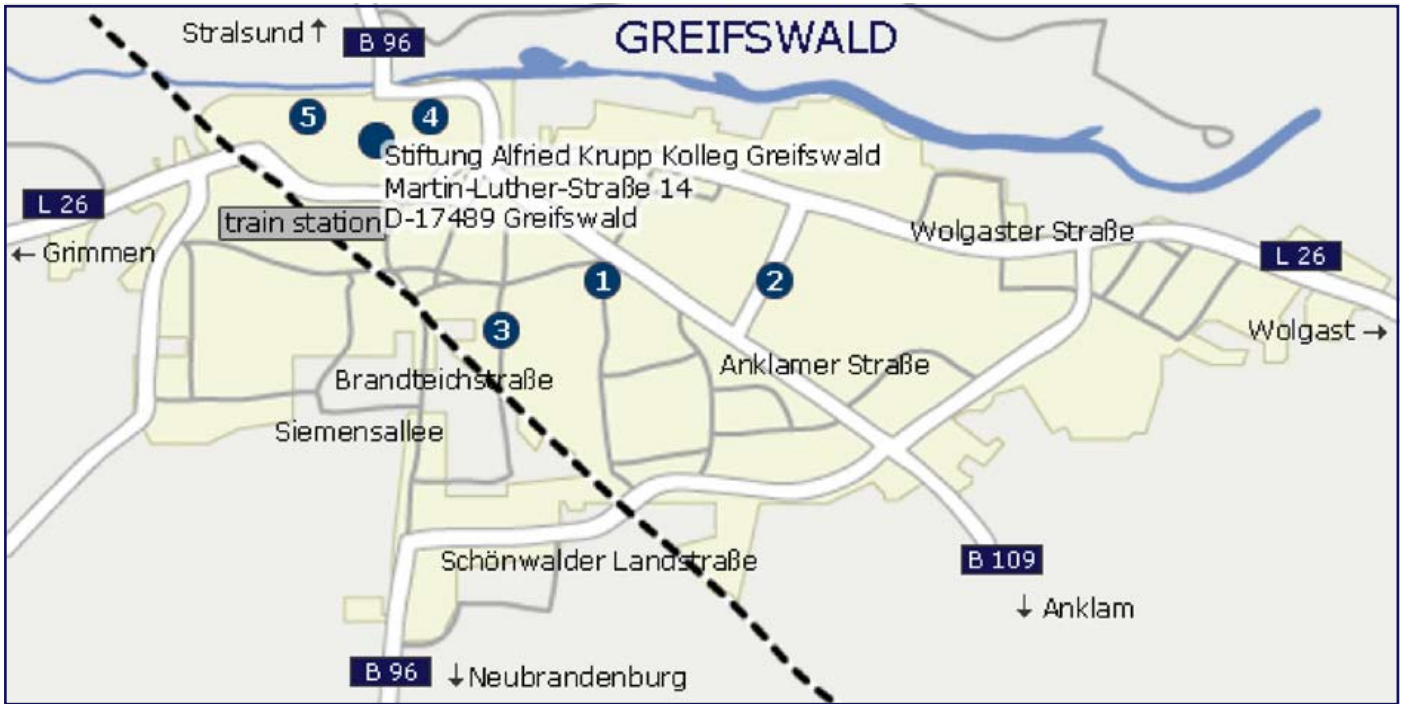 GREIFSWALD
Stralsund ↑
B 96
5
4
Stiftung Alfried Krupp Kolleg Greifswald
Martin-Luther-Straße 14
D-17489 Greifswald
L 26
train station
← Grimmen
Wolgaster Straße
L 26
1
2
3
Wolgast →
Anklamer Straße
Brandteichstraße
Siemensallee
Schönwalder Landstraße
B 109
↓ Anklam
B 96
↓ Neubrandenburg